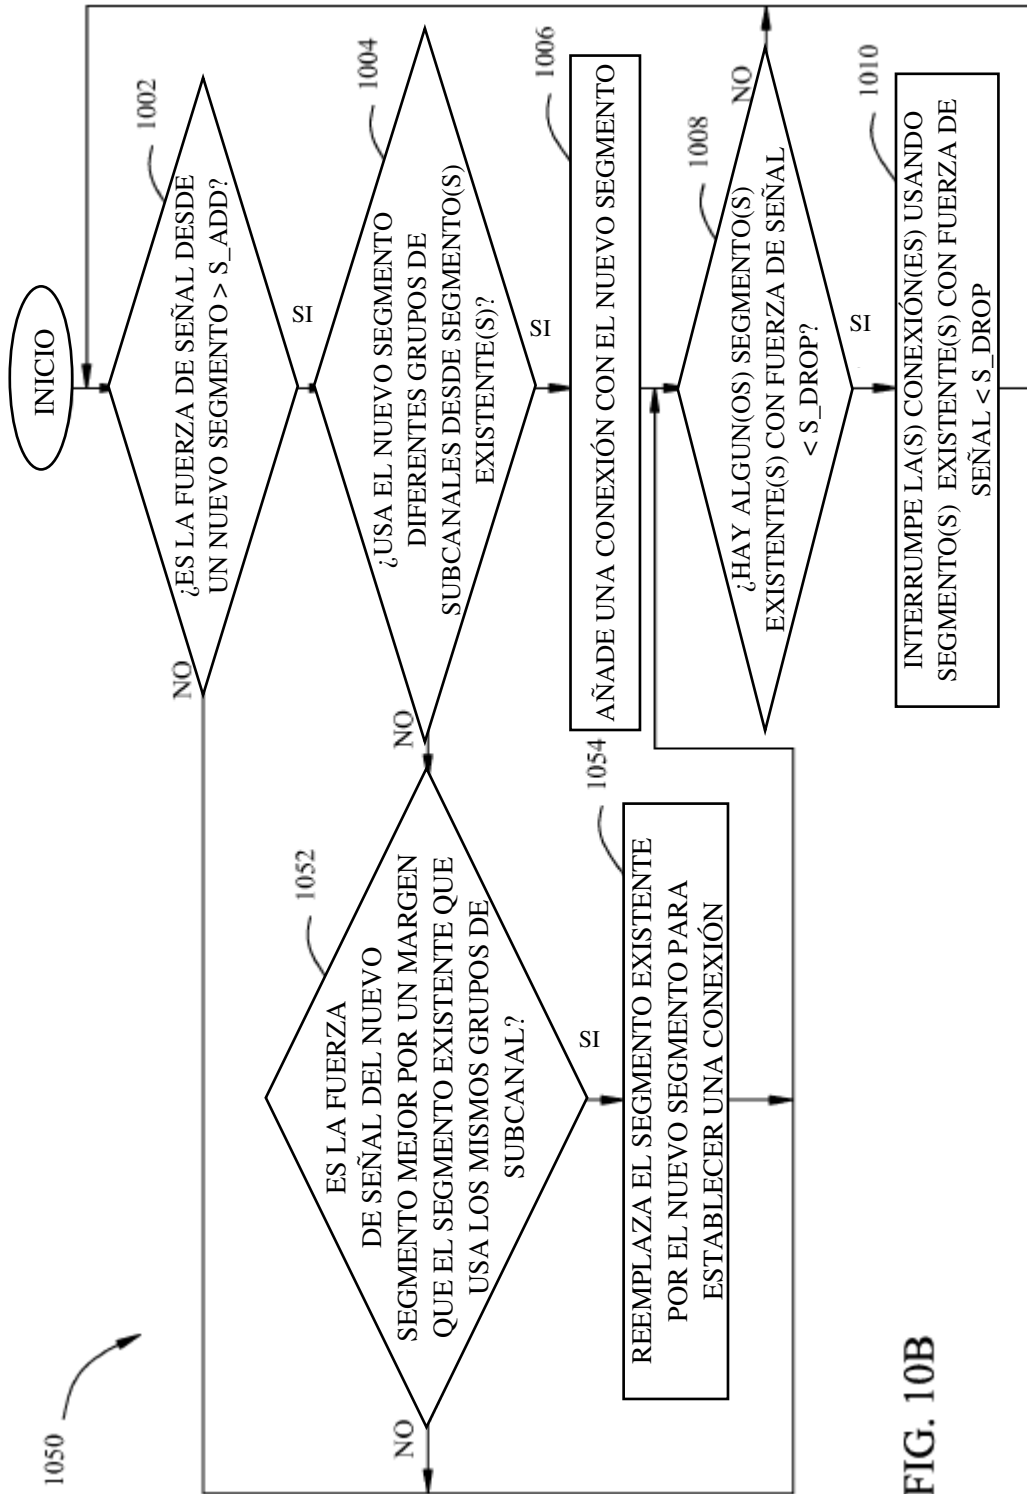 INICIO
1002
¿ES LA FUERZA DE SEÑAL DESDE
UN NUEVO SEGMENTO > S_ADD?
NO
SI
1004
¿USA EL NUEVO SEGMENTO
DIFERENTES GRUPOS DE
SUBCANALES DESDE SEGMENTO(S)
EXISTENTE(S)?
NO
SI
1006
AÑADE UNA CONEXIÓN CON EL NUEVO SEGMENTO
1008
¿HAY ALGUN(OS) SEGMENTO(S)
EXISTENTE(S) CON FUERZA DE SEÑAL
< S_DROP?
NO
SI
1010
INTERRUMPE LA(S) CONEXIÓN(ES) USANDO
SEGMENTO(S) EXISTENTE(S) CON FUERZA DE
SEÑAL < S_DROP
1050
1052
ES LA FUERZA
DE SEÑAL DEL NUEVO
SEGMENTO MEJOR POR UN MARGEN
QUE EL SEGMENTO EXISTENTE QUE
USA LOS MISMOS GRUPOS DE
SUBCANAL?
NO
SI
1054
REEMPLAZA EL SEGMENTO EXISTENTE
POR EL NUEVO SEGMENTO PARA
ESTABLECER UNA CONEXIÓN
FIG. 10B